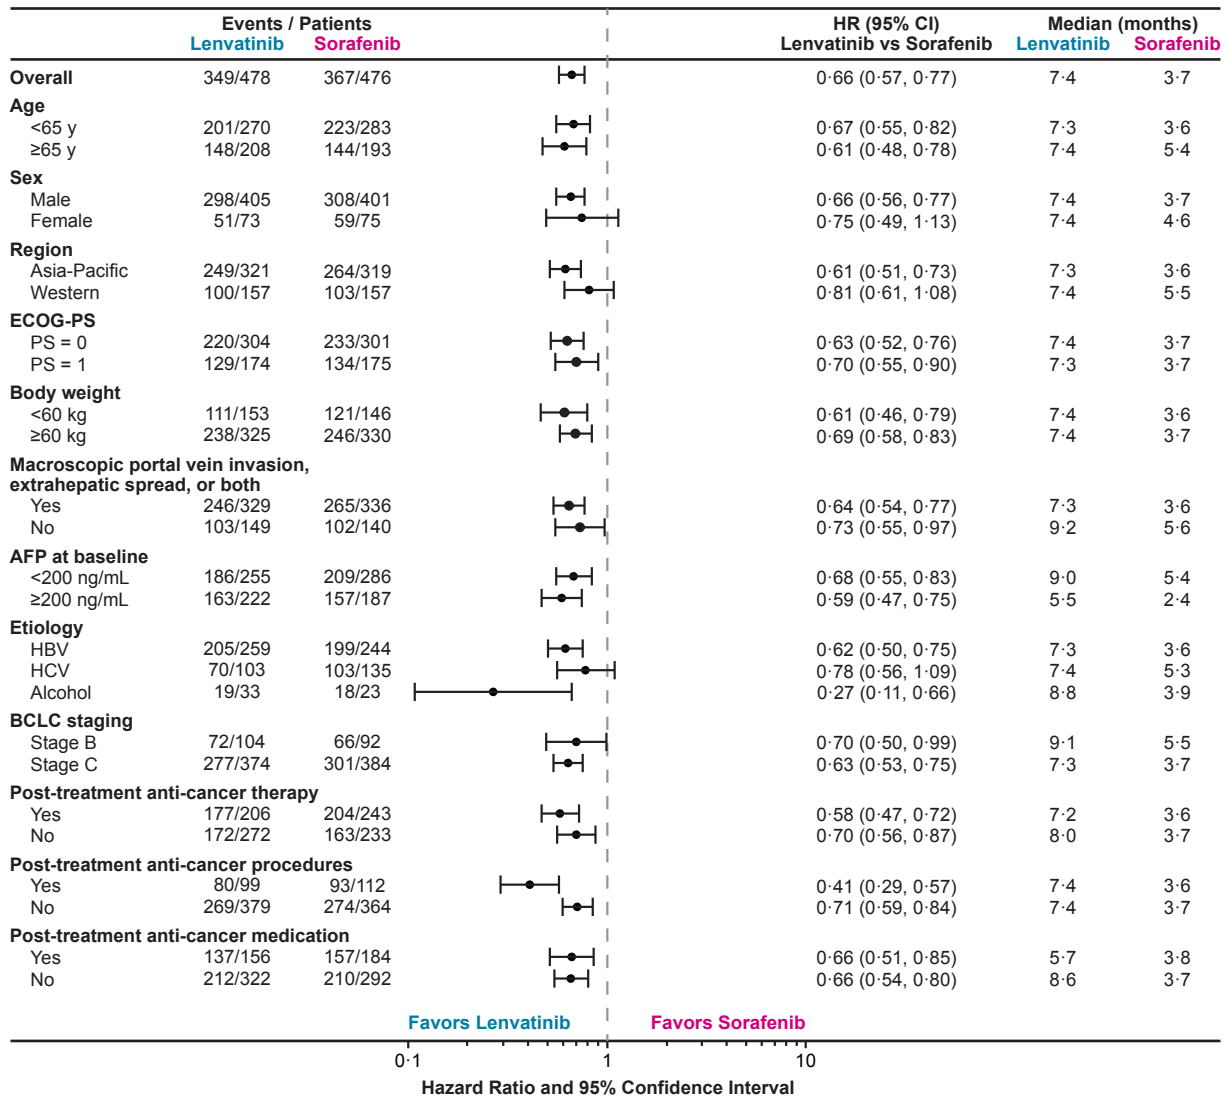 Events / Patients HR (95% CI) Median (months)
Lenvatinib Sorafenib Lenvatinib vs Sorafenib Lenvatinib Sorafenib
Overall 349/478 367/476 0·66 (0·57, 0·77) 7·4 3·7
Age
<65 y 201/270 223/283 0·67 (0·55, 0·82) 7·3 3·6
≥65 y 148/208 144/193 0·61 (0·48, 0·78) 7·4 5·4
Sex
Male 298/405 308/401 0·66 (0·56, 0·77) 7·4 3·7
Female 51/73 59/75 0·75 (0·49, 1·13) 7·4 4·6
Region
Asia-Pacific 249/321 264/319 0·61 (0·51, 0·73) 7·3 3·6
Western 100/157 103/157 0·81 (0·61, 1·08) 7·4 5·5
ECOG-PS
PS = 0 220/304 233/301 0·63 (0·52, 0·76) 7·4 3·7
PS = 1 129/174 134/175 0·70 (0·55, 0·90) 7·3 3·7
Body weight
<60 kg 111/153 121/146 0·61 (0·46, 0·79) 7·4 3·6
≥60 kg 238/325 246/330 0·69 (0·58, 0·83) 7·4 3·7
Macroscopic portal vein invasion,
extrahepatic spread, or both
Yes 246/329 265/336 0·64 (0·54, 0·77) 7·3 3·6
No 103/149 102/140 0·73 (0·55, 0·97) 9·2 5·6
AFP at baseline
<200 ng/mL 186/255 209/286 0·68 (0·55, 0·83) 9·0 5·4
≥200 ng/mL 163/222 157/187 0·59 (0·47, 0·75) 5·5 2·4
Etiology
HBV 205/259 199/244 0·62 (0·50, 0·75) 7·3 3·6
HCV 70/103 103/135 0·78 (0·56, 1·09) 7·4 5·3
Alcohol 19/33 18/23 0·27 (0·11, 0·66) 8·8 3·9
BCLC staging
Stage B 72/104 66/92 0·70 (0·50, 0·99) 9·1 5·5
Stage C 277/374 301/384 0·63 (0·53, 0·75) 7·3 3·7
Post-treatment anti-cancer therapy
Yes 177/206 204/243 0·58 (0·47, 0·72) 7·2 3·6
No 172/272 163/233 0·70 (0·56, 0·87) 8·0 3·7
Post-treatment anti-cancer procedures
Yes 80/99 93/112 0·41 (0·29, 0·57) 7·4 3·6
No 269/379 274/364 0·71 (0·59, 0·84) 7·4 3·7
Post-treatment anti-cancer medication
Yes 137/156 157/184 0·66 (0·51, 0·85) 5·7 3·8
No 212/322 210/292 0·66 (0·54, 0·80) 8·6 3·7
Favors Lenvatinib Favors Sorafenib
0·1 1 10
Hazard Ratio and 95% Confidence Interval